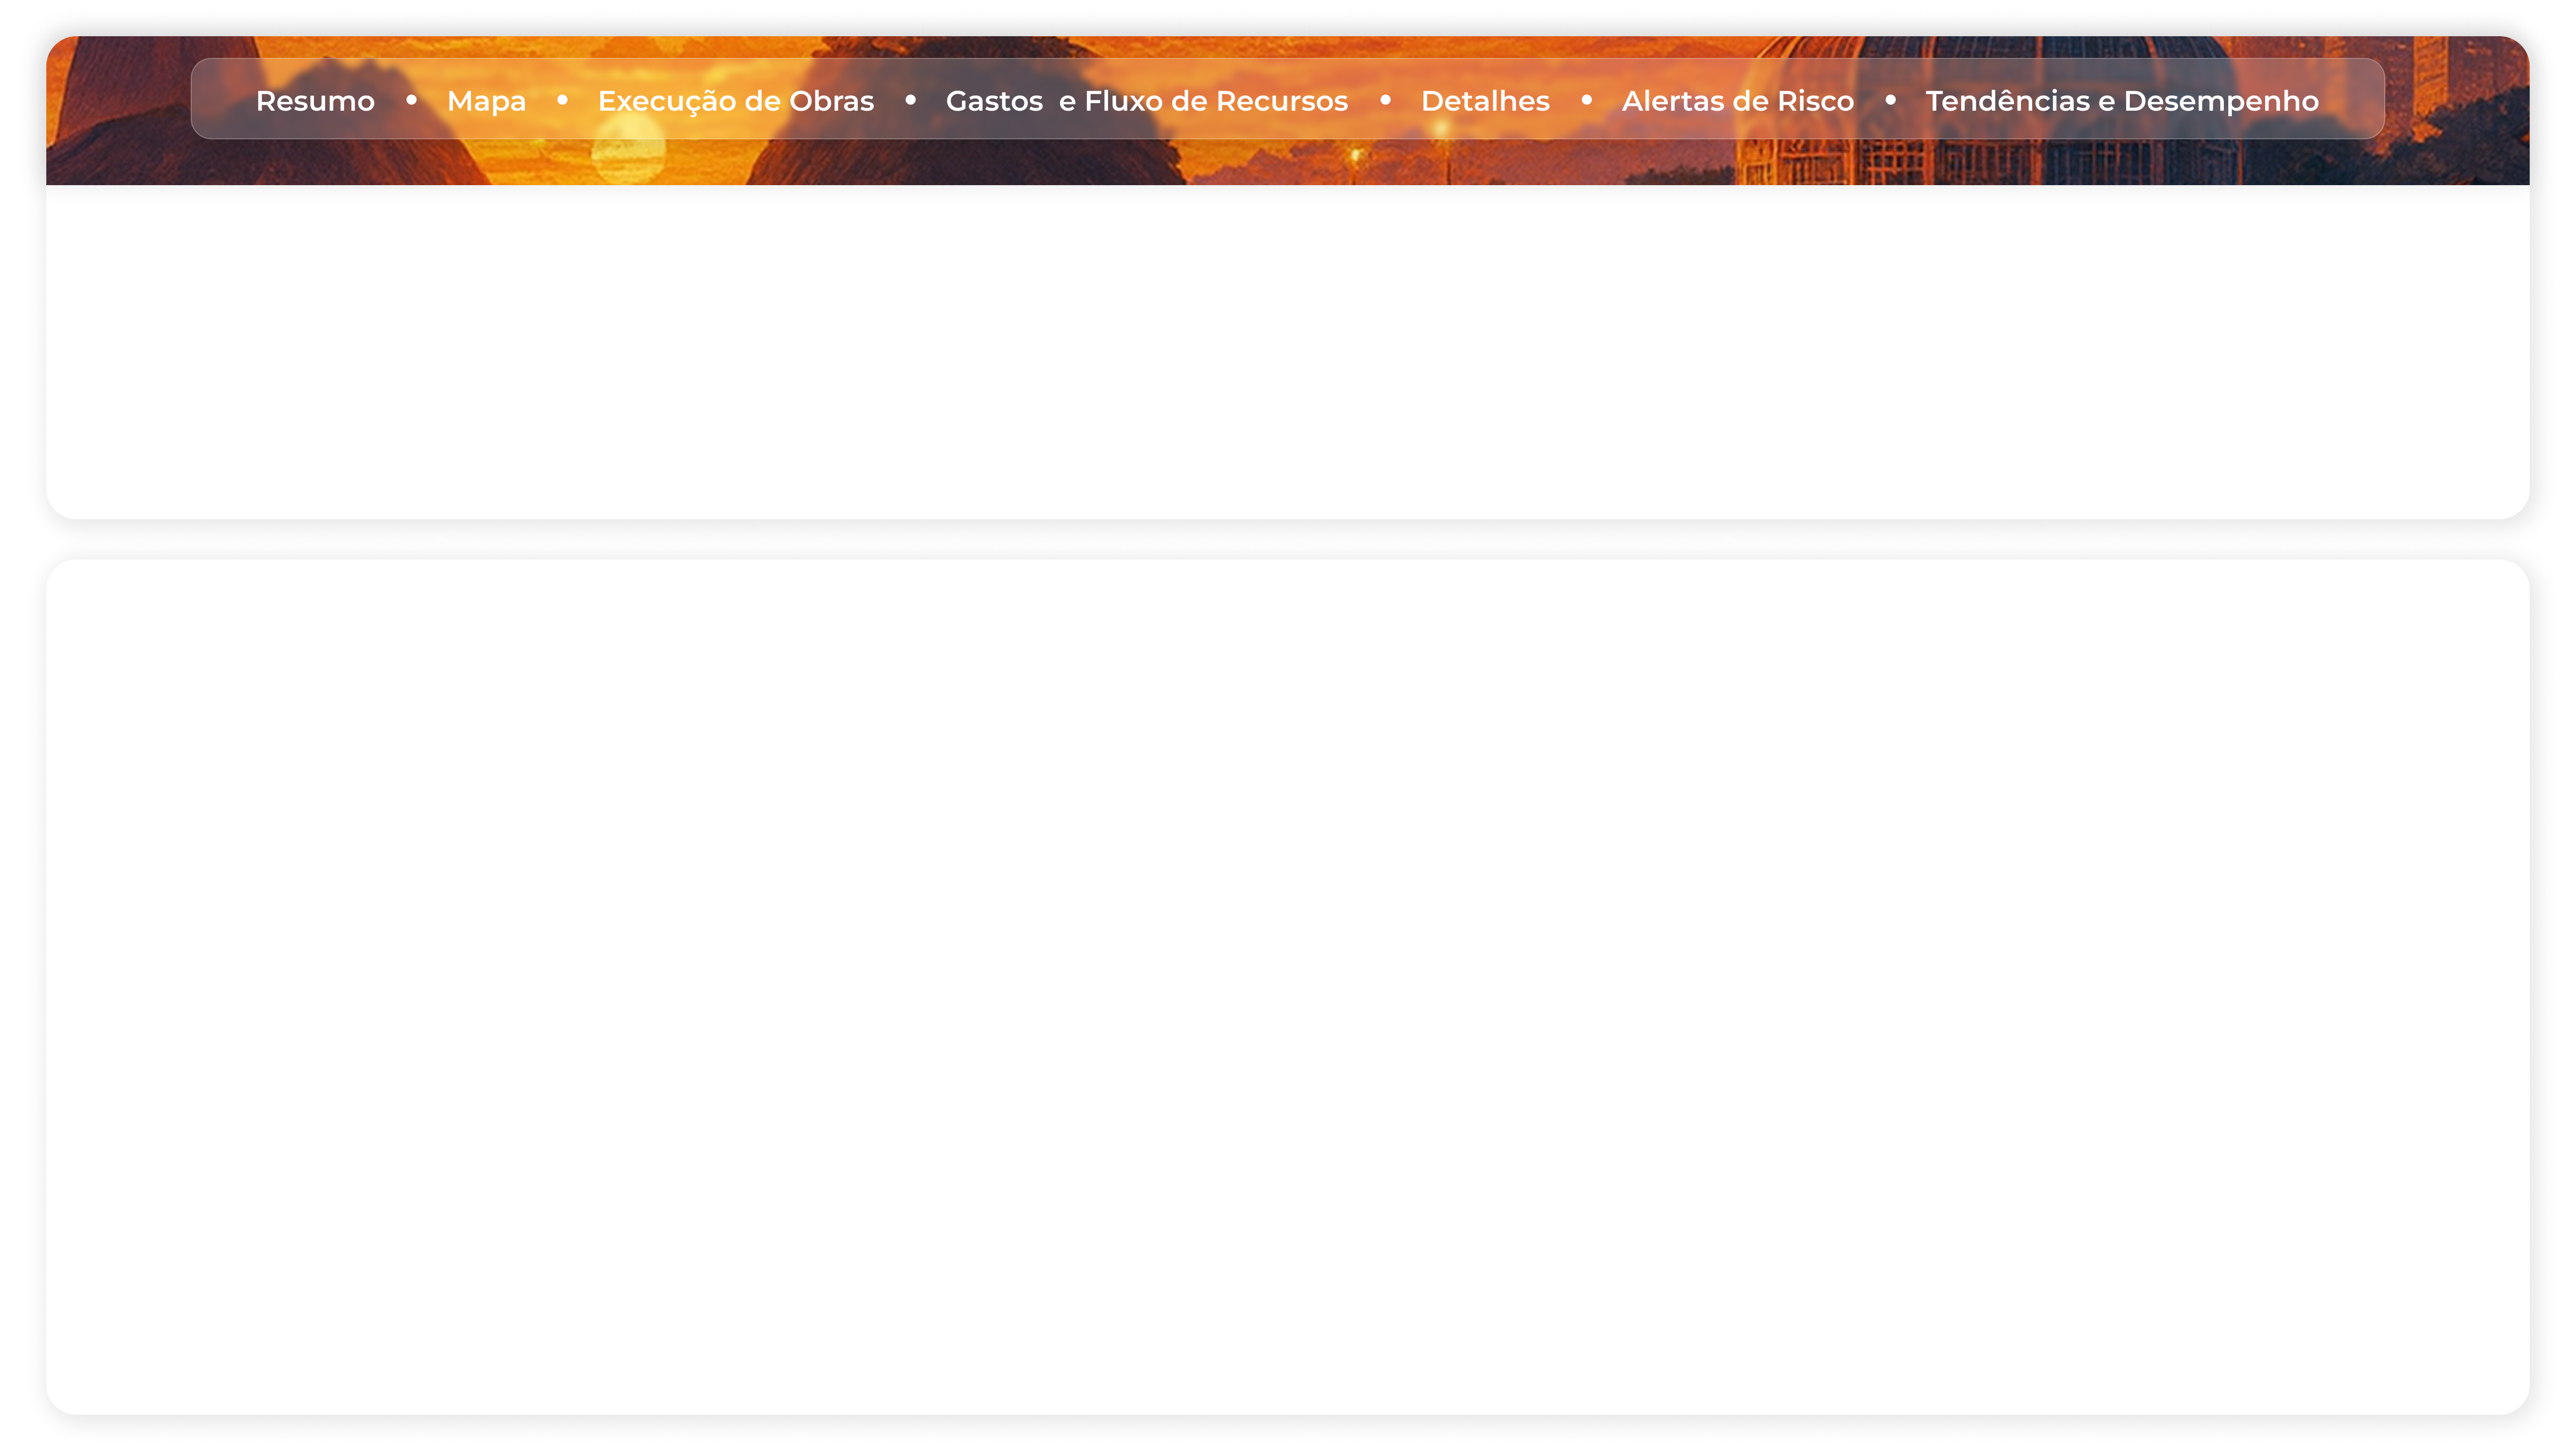 Resumo • Mapa • Execução de Obras • Gastos  e Fluxo de Recursos • Detalhes • Alertas de Risco • Tendências e Desempenho